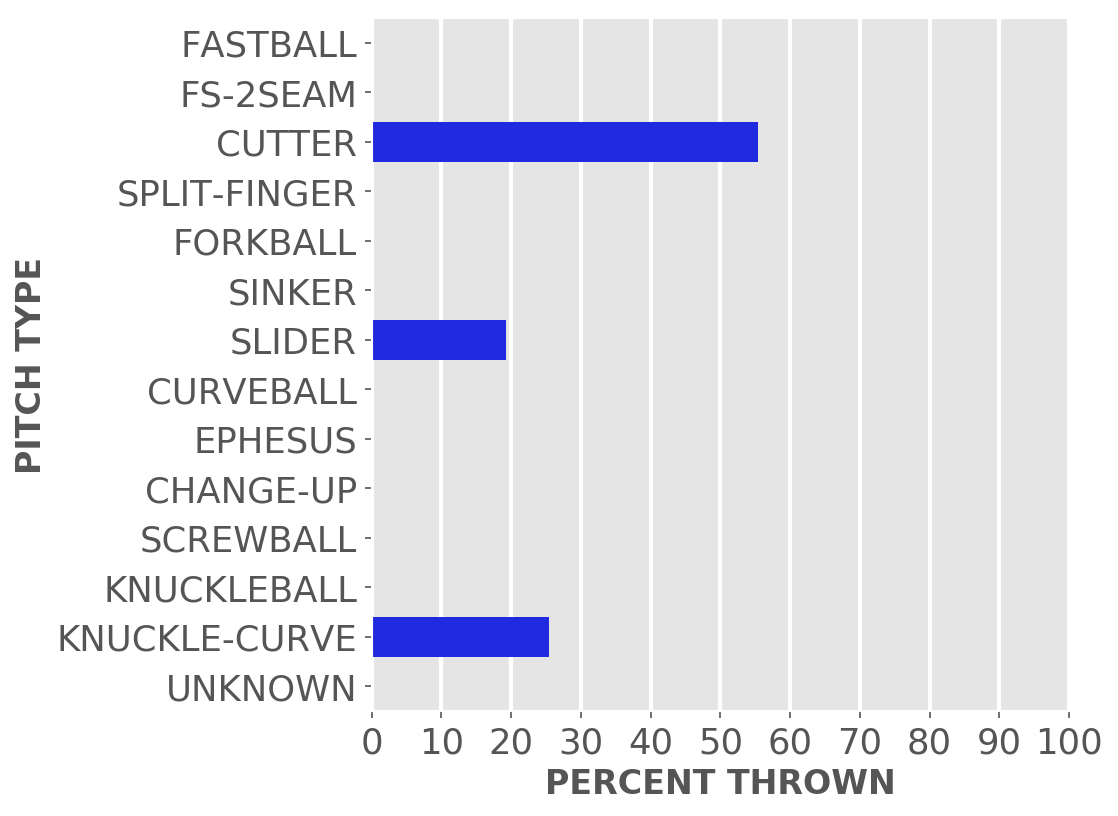 FASTBALL
FS-2SEAM
CUTTER
SPLIT-FINGER
FORKBALL
SINKER
SLIDER
CURVEBALL
EPHESUS
CHANGE-UP
SCREWBALL
KNUCKLEBALL
KNUCKLE-CURVE
UNKNOWN
PITCH TYPE
0 10 20 30 40 50 60 70 80 90 100
PERCENT THROWN